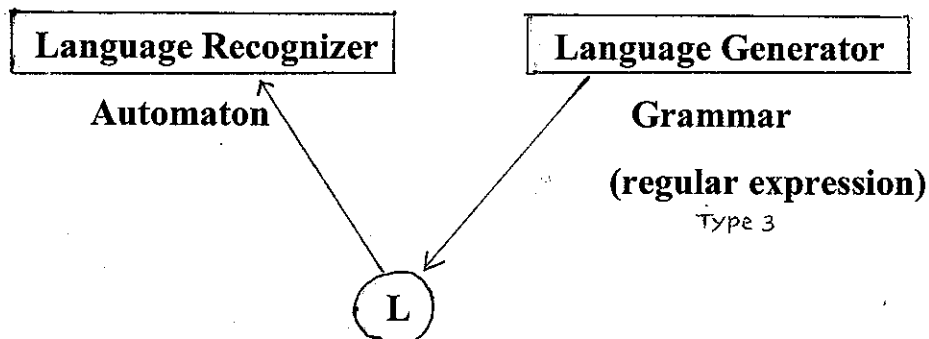 Language Recognizer
Language Generator
Automaton
Grammar
(regular expression)
Type 3
L